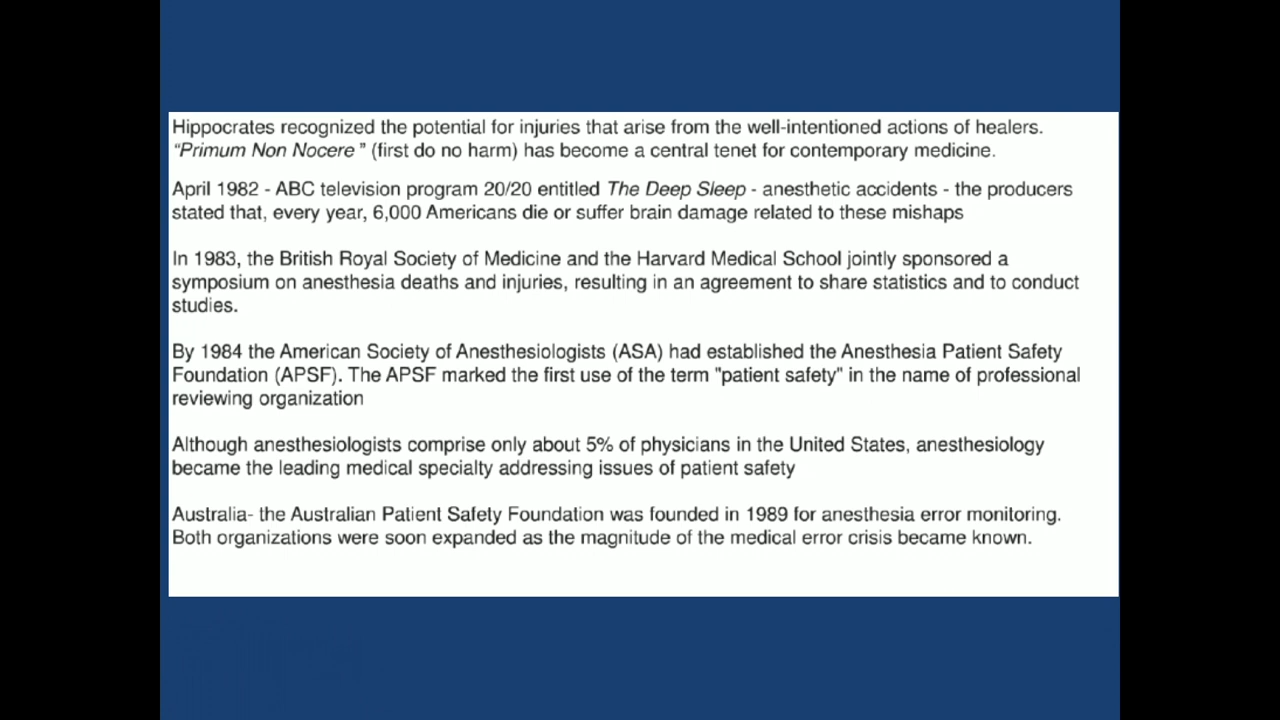 Hippocrates recognized the potential for injuries that arise from the well-intentioned actions of healers.
“Primum Non Nocere ” (first do no harm) has become a central tenet for contemporary medicine.
April 1982 - ABC television program 20/20 entitled The Deep Sleep - anesthetic accidents - the producers
stated that, every year, 6,000 Americans die or suffer brain damage related to these mishaps
In 1983, the British Royal Society of Medicine and the Harvard Medical School jointly sponsored a
symposium on anesthesia deaths and injuries, resulting in an agreement to share statistics and to conduct
studies.
By 1984 the American Society of Anesthesiologists (ASA) had established the Anesthesia Patient Safety
Foundation (APSF). The APSF marked the first use of the term "patient safety" in the name of professional
reviewing organization
Although anesthesiologists comprise only about 5% of physicians in the United States, anesthesiology
became the leading medical specialty addressing issues of patient safety
Australia- the Australian Patient Safety Foundation was founded in 1989 for anesthesia error monitoring.
Both organizations were soon expanded as the magnitude of the medical error crisis became known.